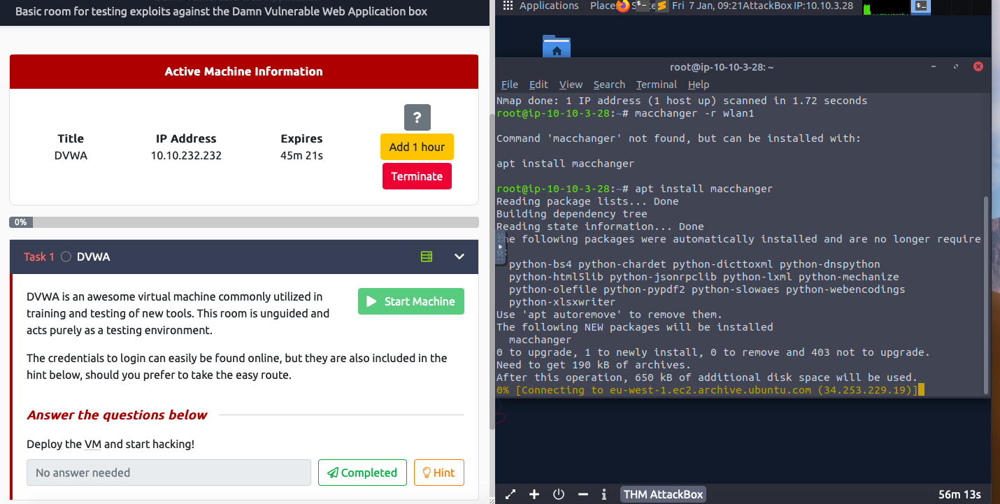 Basic room for testing exploits against the Damn Vulnerable Web Application box
Active Machine Information
?
Title
IP Address
Expires
Add 1 hour
DVWA
10.10.232.232
45m 21s
Terminate
0%
Task 1
DVWA
DVWA is an awesome virtual machine commonly utilized in
training and testing of new tools. This room is unguided and
acts purely as a testing environment.
Start Machine
The credentials to login can easily be found online, but they are also included in the
hint below, should you prefer to take the easy route.
Answer the questions below
Deploy the VM and start hacking!
No answer needed
Completed
Hint
Applications
Fri 7 Jan, 09:21
AttackBox IP:10.10.3.28
root@ip-10-10-3-28: ~
File Edit View Search Terminal Help
Nmap done: 1 IP address (1 host up) scanned in 1.72 seconds
root@ip-10-10-3-28:~# macchanger -r wlan1
Command 'macchanger' not found, but can be installed with:
apt install macchanger
root@ip-10-10-3-28:~# apt install macchanger
Reading package lists... Done
Building dependency tree
Reading state information... Done
following packages were automatically installed and are no longer require
python-bs4 python-chardet python-dicttoxml python-dnspython
python-html5lib python-jsonrpclib python-lxml python-mechanize
python-olefile python-pypdf2 python-slowaes python-webencodings
python-xlsxwriter
Use 'apt autoremove' to remove them.
The following NEW packages will be installed
macchanger
0 to upgrade, 1 to newly install, 0 to remove and 403 not to upgrade.
Need to get 190 kB of archives.
After this operation, 650 kB of additional disk space will be used.
0% [Connecting to eu-west-1.ec2.archive.ubuntu.com (34.253.229.19)]
THM AttackBox
56m 13s